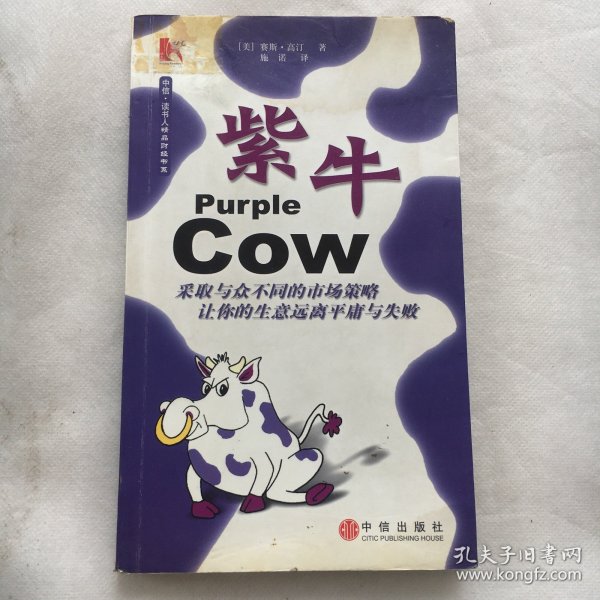 [美] 赛斯·高汀 著
施诺 译
中信·读书人精品财经书系
紫牛
Purple
Cow
采取与众不同的市场策略
让你的生意远离平庸与失败
中信出版社
CITIC PUBLISHING HOUSE
孔夫子旧书网
www.kongfz.com